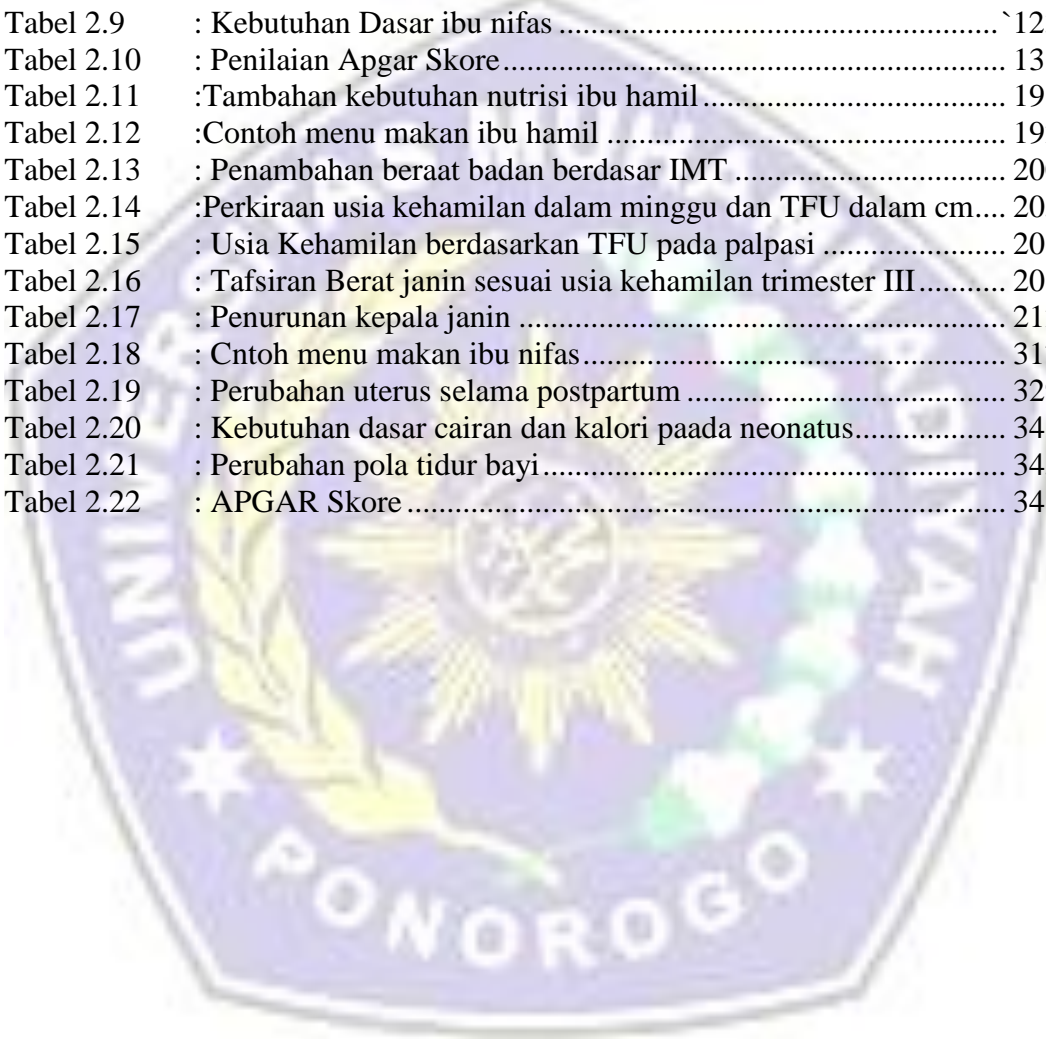 Tabel 2.9 : Kebutuhan Dasar ibu nifas ................................................................`12
Tabel 2.10 : Penilaian Apgar Skore........................................................................ 13
Tabel 2.11 :Tambahan kebutuhan nutrisi ibu hamil ........................................... 19
Tabel 2.12 :Contoh menu makan ibu hamil ......................................................... 19
Tabel 2.13 : Penambahan beraat badan berdasar IMT ....................................... 20
Tabel 2.14 :Perkiraan usia kehamilan dalam minggu dan TFU dalam cm.... 20
Tabel 2.15 : Usia Kehamilan berdasarkan TFU pada palpasi .......................... 20
Tabel 2.16 : Tafsiran Berat janin sesuai usia kehamilan trimester III............ 20
Tabel 2.17 : Penurunan kepala janin ..................................................................... 21
Tabel 2.18 : Cntoh menu makan ibu nifas............................................................ 31
Tabel 2.19 : Perubahan uterus selama postpartum ............................................. 32
Tabel 2.20 : Kebutuhan dasar cairan dan kalori paada neonatus..................... 34
Tabel 2.21 : Perubahan pola tidur bayi.................................................................. 34
Tabel 2.22 : APGAR Skore ..................................................................................... 34
UNIVERSITAS MUHAMMADIYAH
PONOROGO